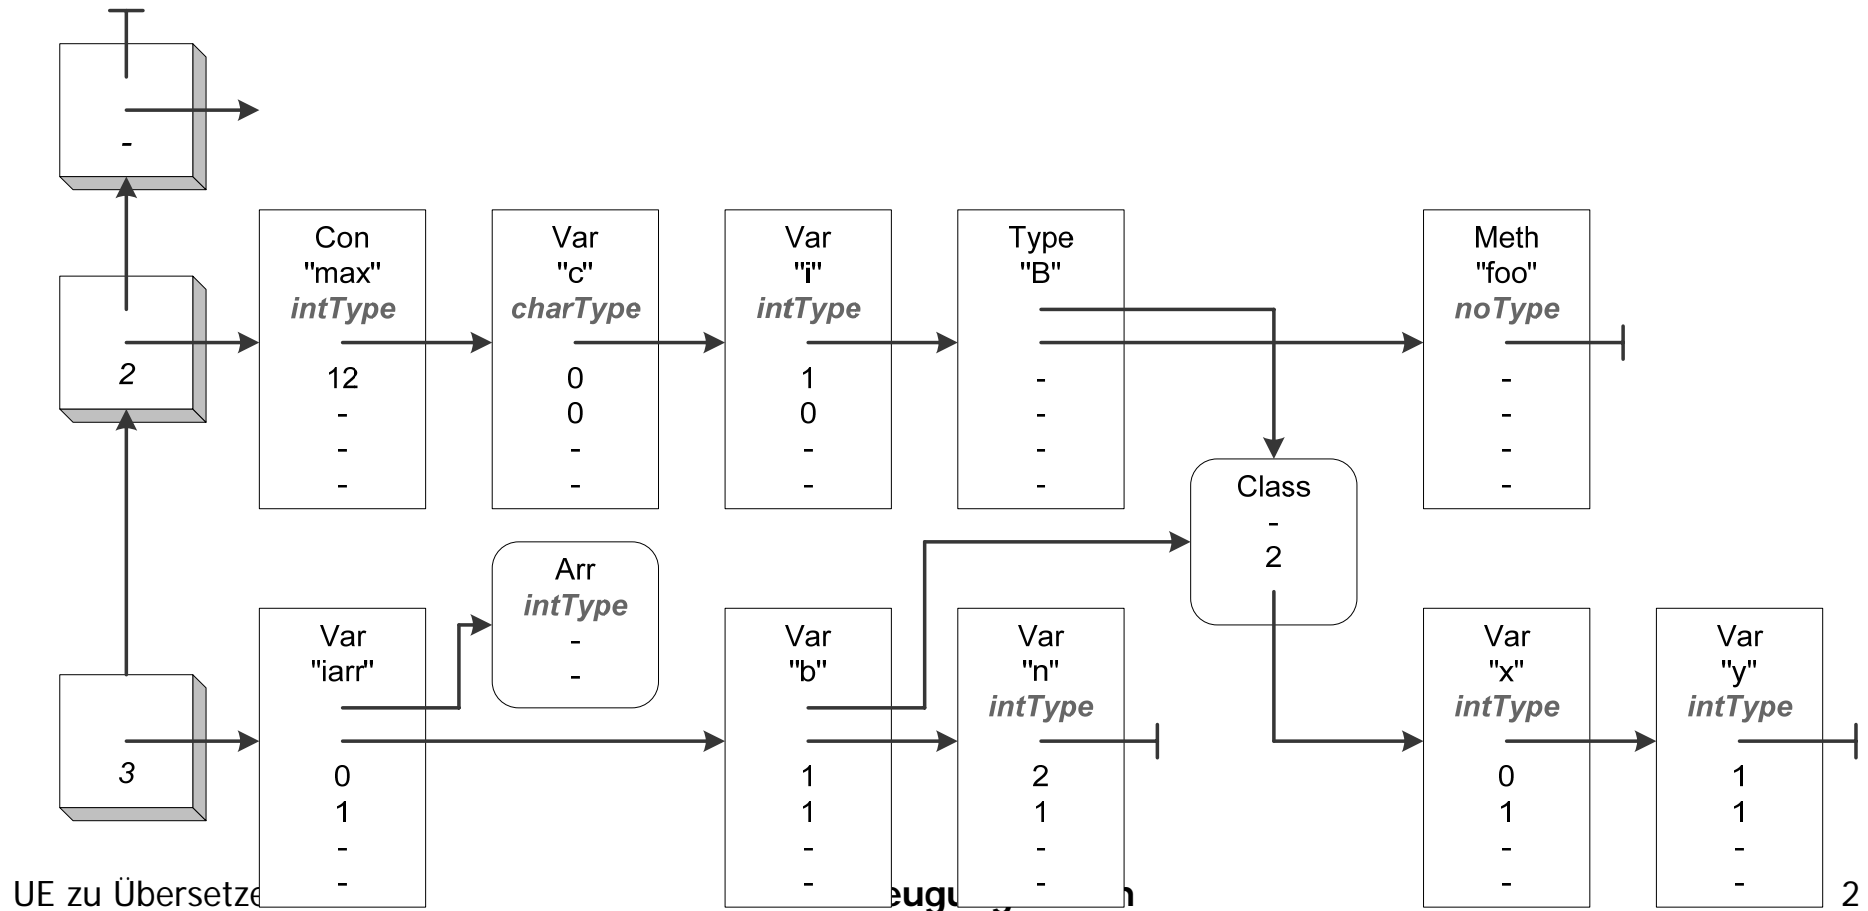 -
2
Con
"max"
intType
12
-
-
-
Var
"c"
charType
0
0
-
-
Var
"i"
intType
1
0
-
-
Type
"B"
-
-
-
-
Meth
"foo"
noType
-
-
-
-
Class
-
2
3
Var
"iarr"
0
1
-
-
Arr
intType
-
-
Var
"b"
1
1
-
-
Var
"n"
intType
2
1
-
-
Var
"x"
intType
0
1
-
-
Var
"y"
intType
1
1
-
-
UE zu
2